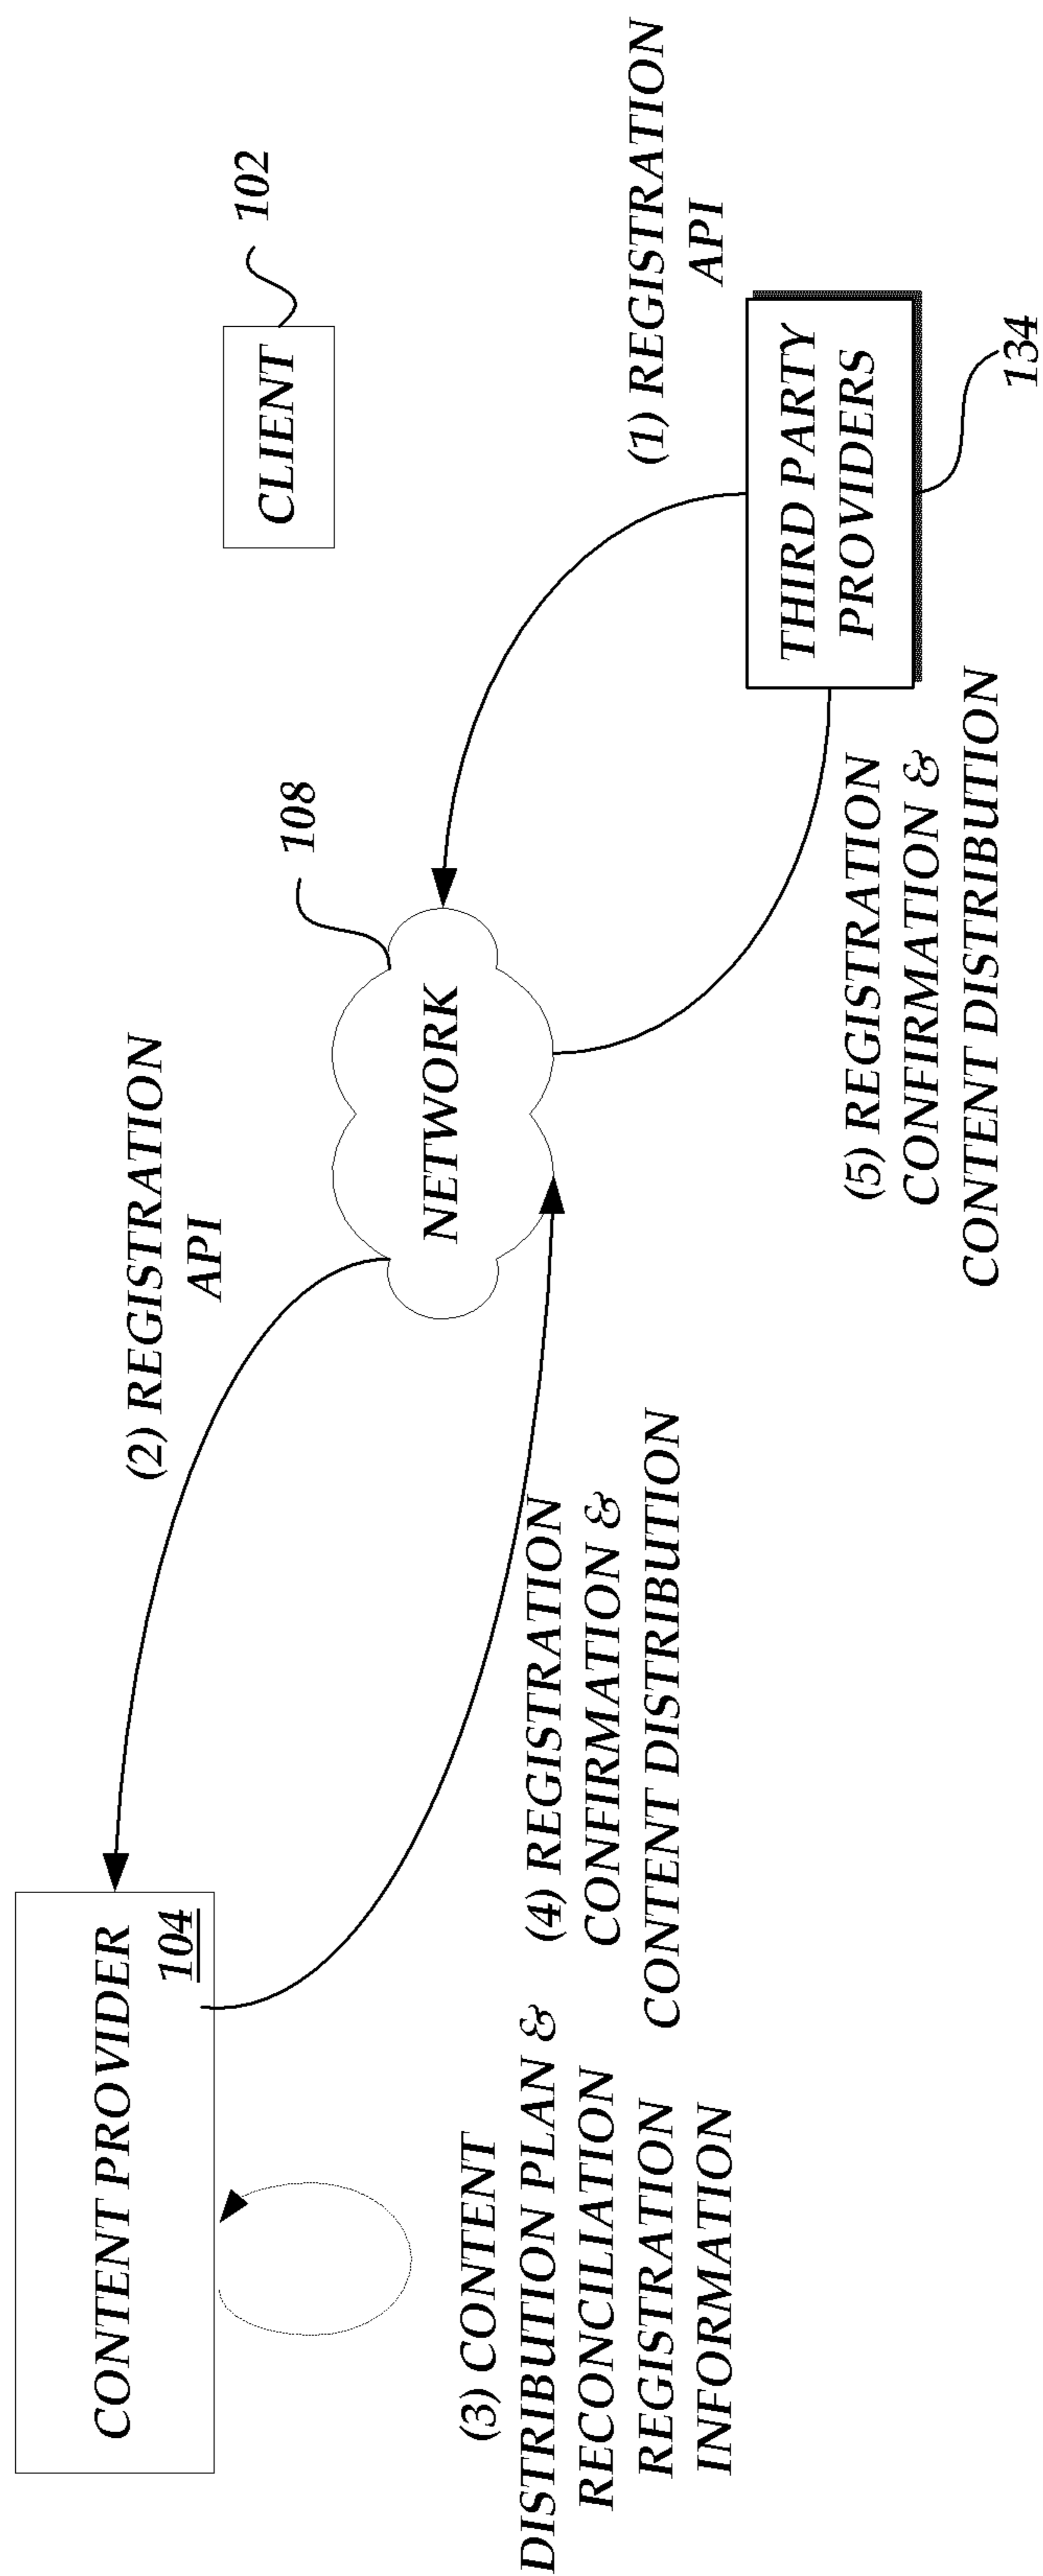 CONTENT PROVIDER
104
(3) CONTENT
DISTRIBUTION PLAN &
RECONCILIATION
REGISTRATION
INFORMATION
(2) REGISTRATION
API
(4) REGISTRATION
CONFIRMATION &
CONTENT DISTRIBUTION
NETWORK
108
CLIENT
102
(1) REGISTRATION
API
THIRD PARTY
PROVIDERS
134
(5) REGISTRATION
CONFIRMATION &
CONTENT DISTRIBUTION